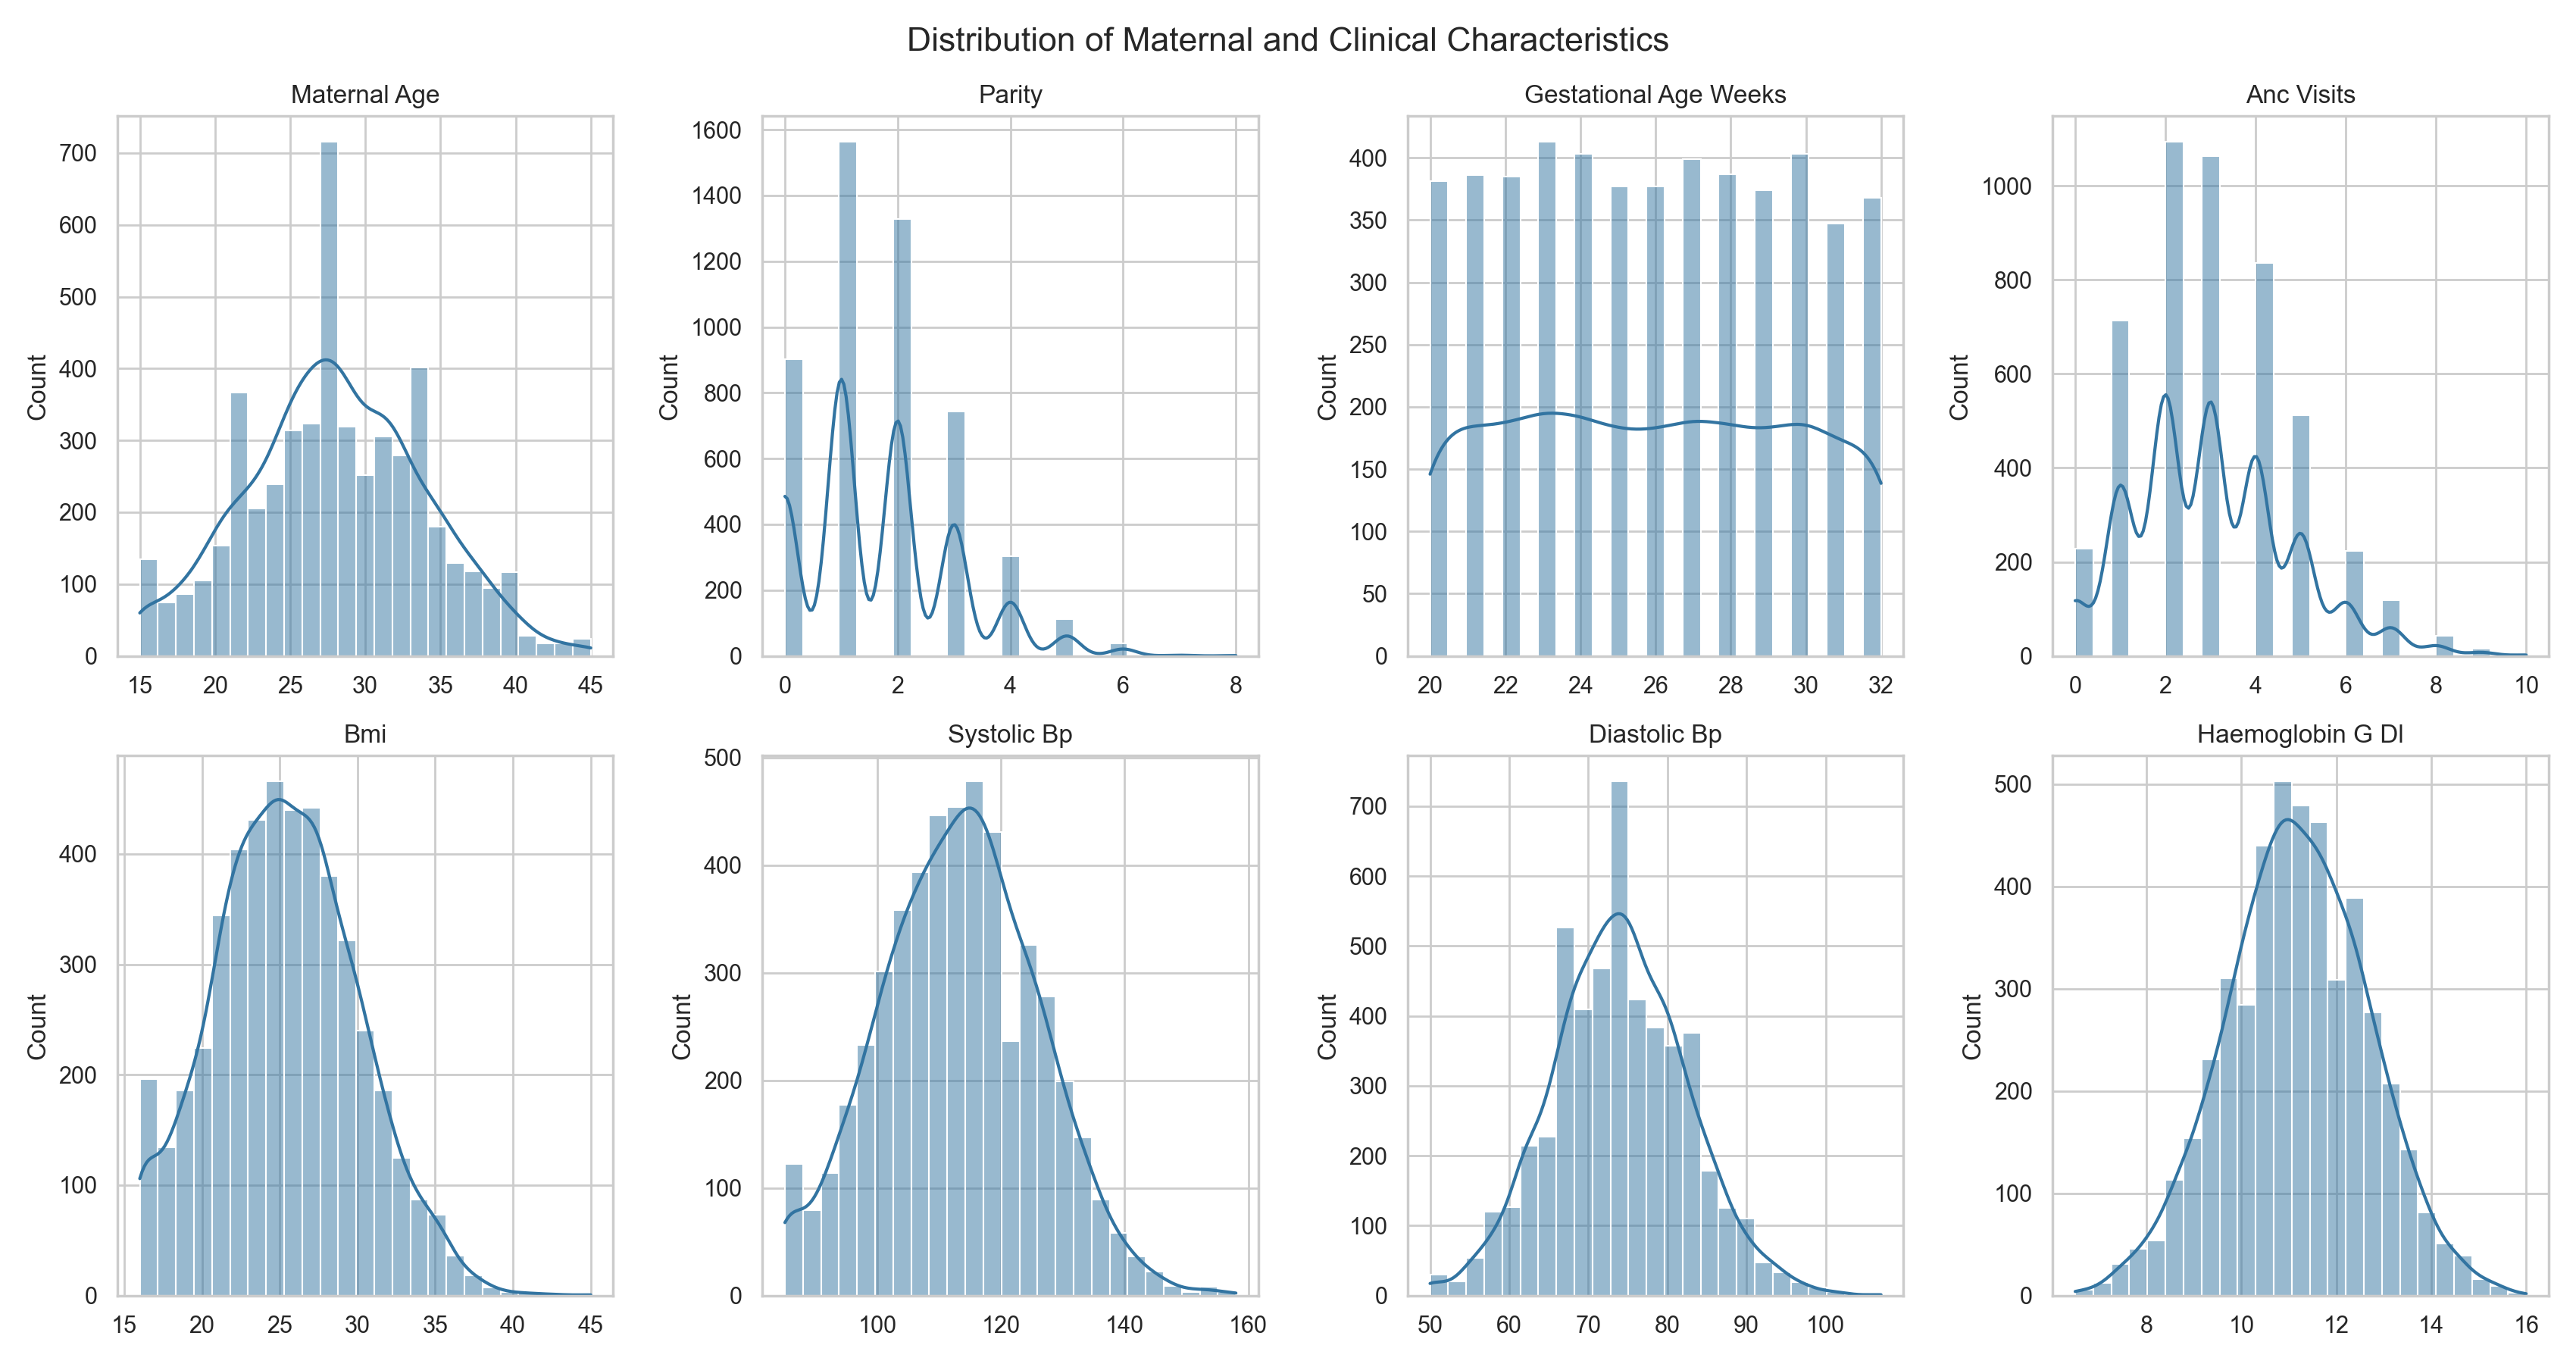 Distribution of Maternal and Clinical Characteristics
Maternal Age
Count
700
600
500
400
300
200
100
0
15 20 25 30 35 40 45
Parity
Count
1600
1400
1200
1000
800
600
400
200
0
0 2 4 6 8
Gestational Age Weeks
Count
400
350
300
250
200
150
100
50
0
20 22 24 26 28 30 32
Anc Visits
Count
1000
800
600
400
200
0
0 2 4 6 8 10
Bmi
Count
400
300
200
100
0
15 20 25 30 35 40 45
Systolic Bp
Count
500
400
300
200
100
0
100 120 140 160
Diastolic Bp
Count
700
600
500
400
300
200
100
0
50 60 70 80 90 100
Haemoglobin G Dl
Count
500
400
300
200
100
0
8 10 12 14 16